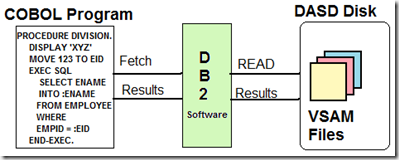 COBOL Program
PROCEDURE DIVISION.
DISPLAY 'XYZ'
MOVE 123 TO EID
EXEC SQL
SELECT ENAME
INTO :ENAME
FROM EMPLOYEE
WHERE
EMPID = :EID
END-EXEC.
Fetch
Results
D
B
2
Software
READ
Results
DASD Disk
VSAM
Files